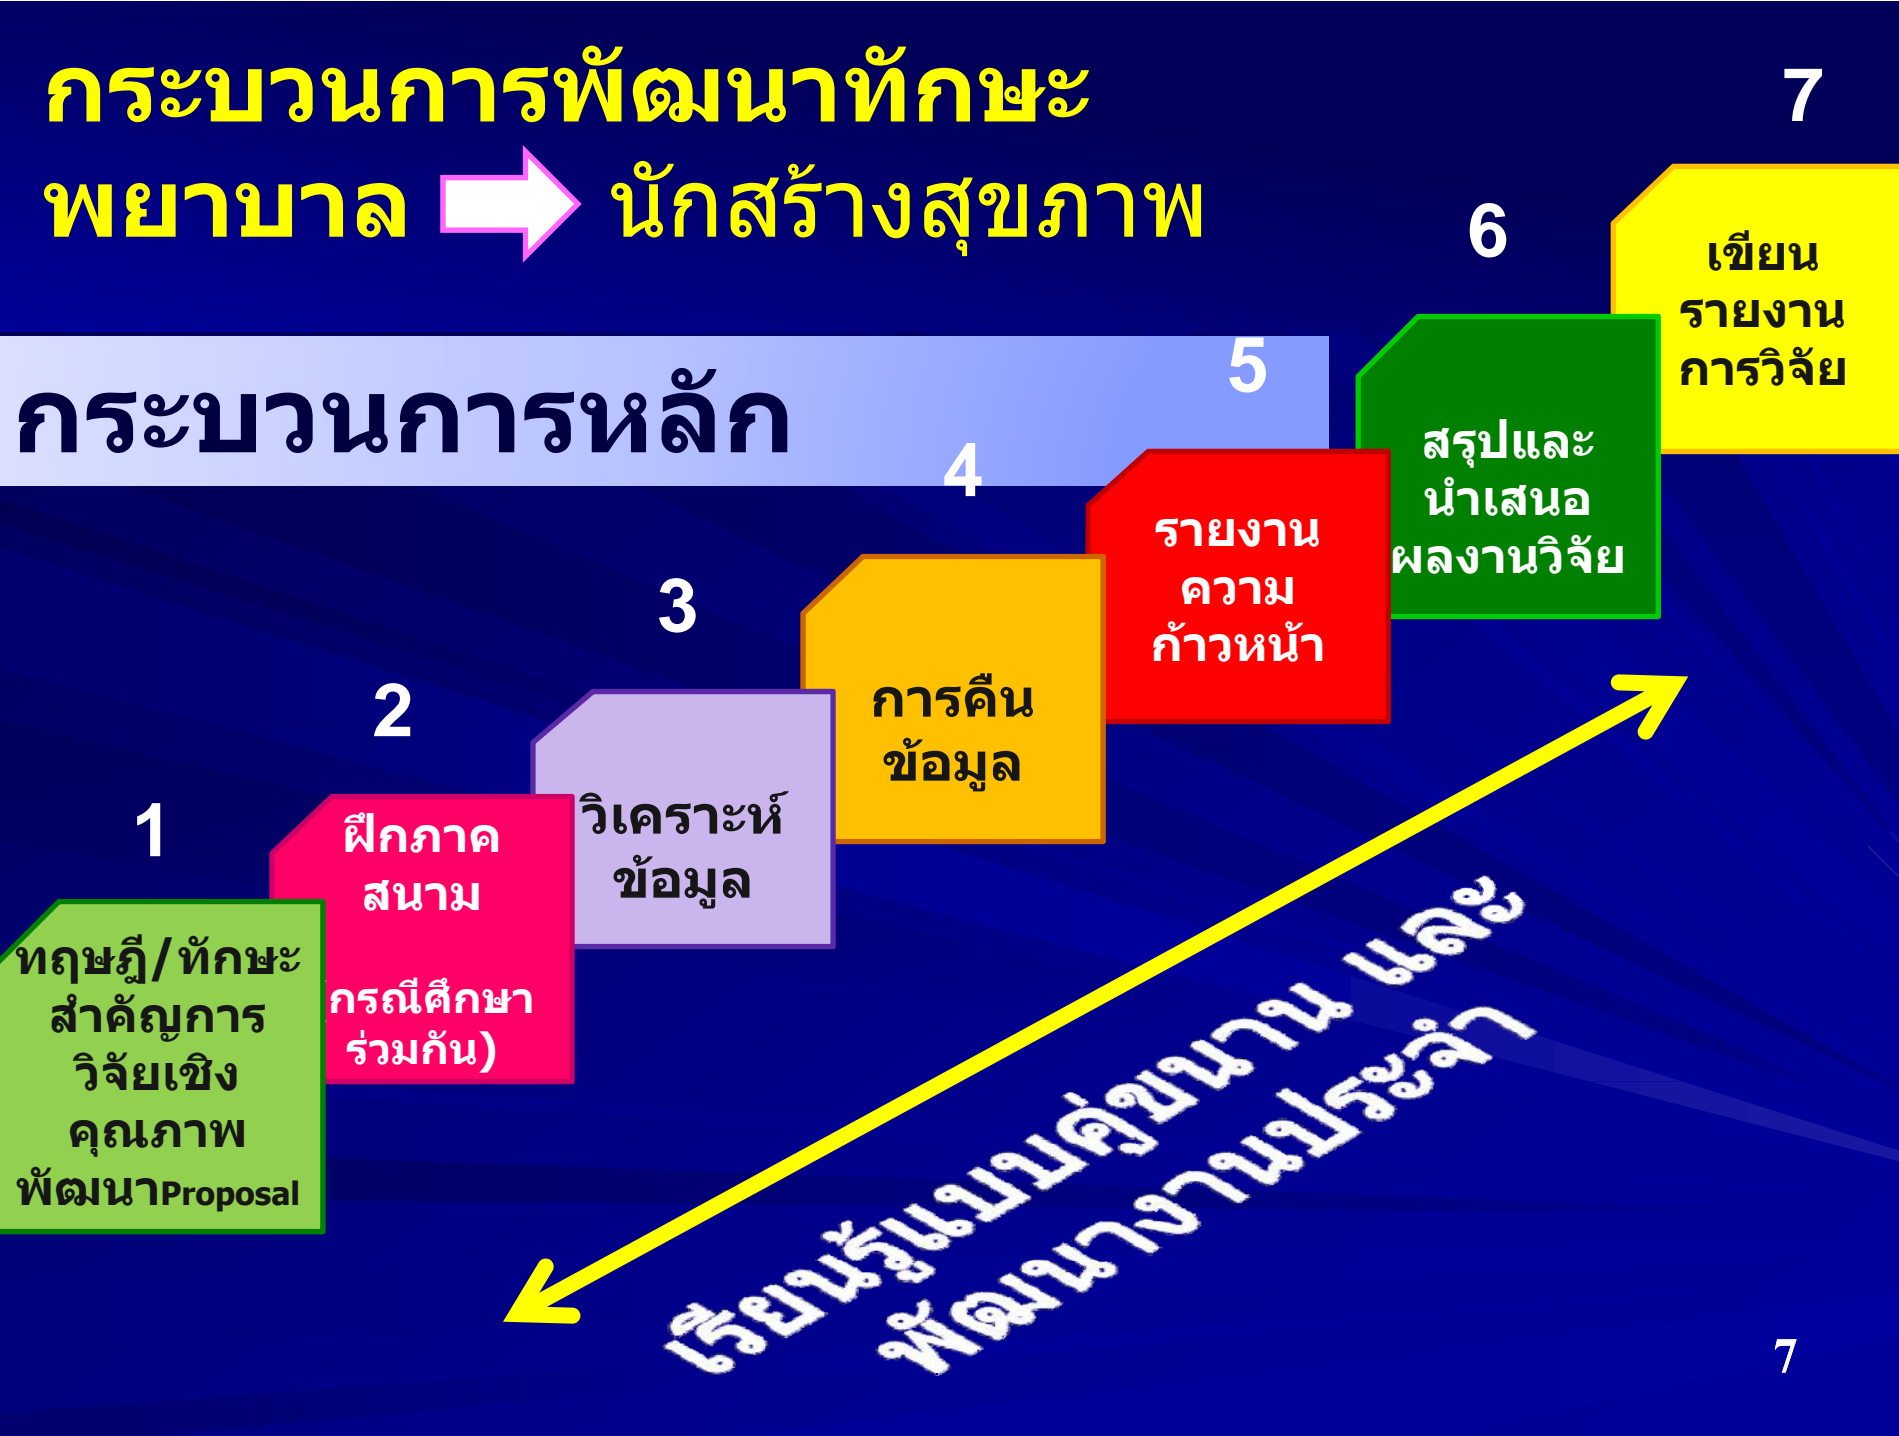 กระบวนการพัฒนาทักษะ
พยาบาล นักสร้างสุขภาพ
กระบวนการหลัก
1
ทฤษฎี/ทักษะ
สำคัญการ
วิจัยเชิง
คุณภาพ
พัฒนาProposal
2
ฝึกภาค
สนาม
(กรณีศึกษา
ร่วมกัน)
3
วิเคราะห์
ข้อมูล
4
การคืน
ข้อมูล
5
รายงาน
ความ
ก้าวหน้า
6
สรุปและ
นำเสนอ
ผลงานวิจัย
7
เขียน
รายงาน
การวิจัย
เรียนรู้แบบคู่ขนาน และ
พัฒนางานประจำ
7